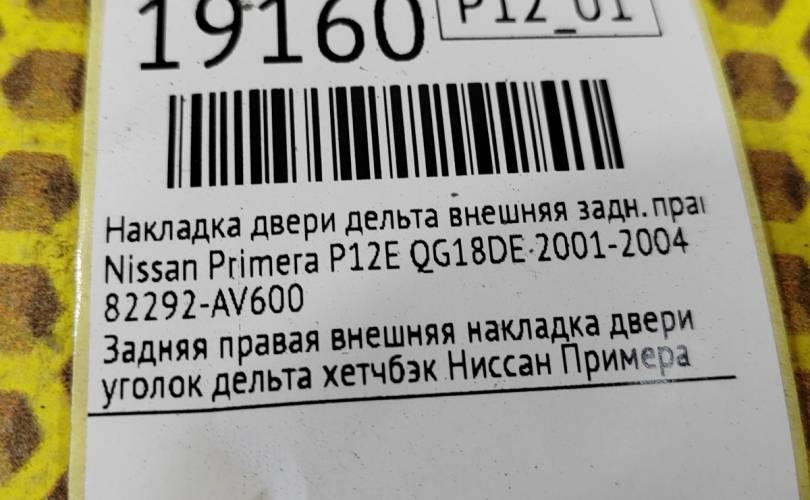 19160
P12_01
Накладка двери дельта внешняя задн.
Nissan Primera P12E QG18DE 2001-2004
82292-AV600
Задняя правая внешняя накладка двери
уголок дельта хетчбэк Ниссан Примера